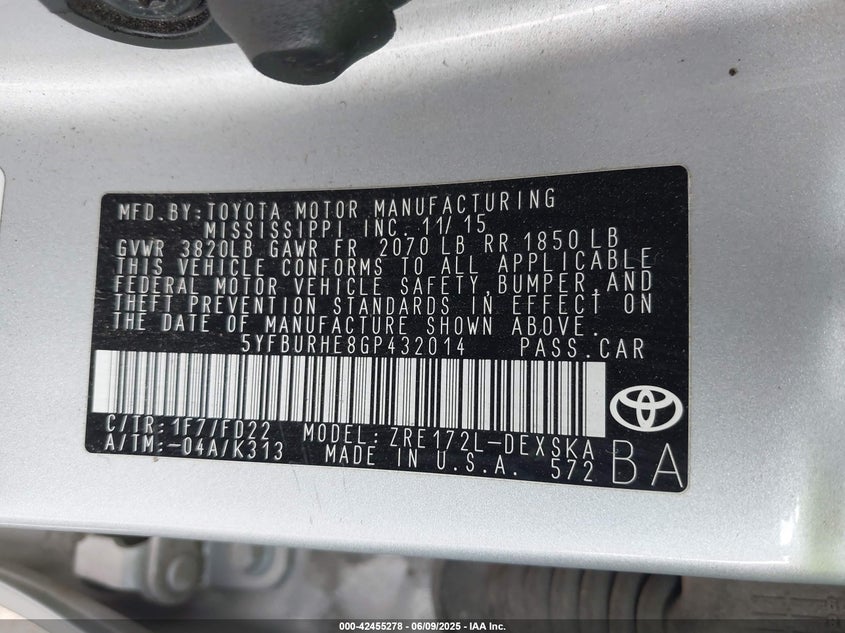 MFD.BY:TOYOTA MOTOR MANUFACTURING
MISSISSIPPI INC. 11/15
GVWR 3820LB GAWR FR 2070 LB RR 1850 LB
THIS VEHICLE CONFORMS TO ALL APPLICABLE
FEDERAL MOTOR VEHICLE SAFETY,BUMPER,AND
THEFT PREVENTION STANDARDS IN EFFECT ON
THE DATE OF MANUFACTURE SHOWN ABOVE.
5YFBURHE8GP432014 PASS.CAR
C/TR:1F7/FD22 MODEL:ZRE172L-DEXSKA
A/TM:-04A/K313 MADE IN U.S.A. 572
BA
000-42455278 - 06/09/2025 - IAA Inc.